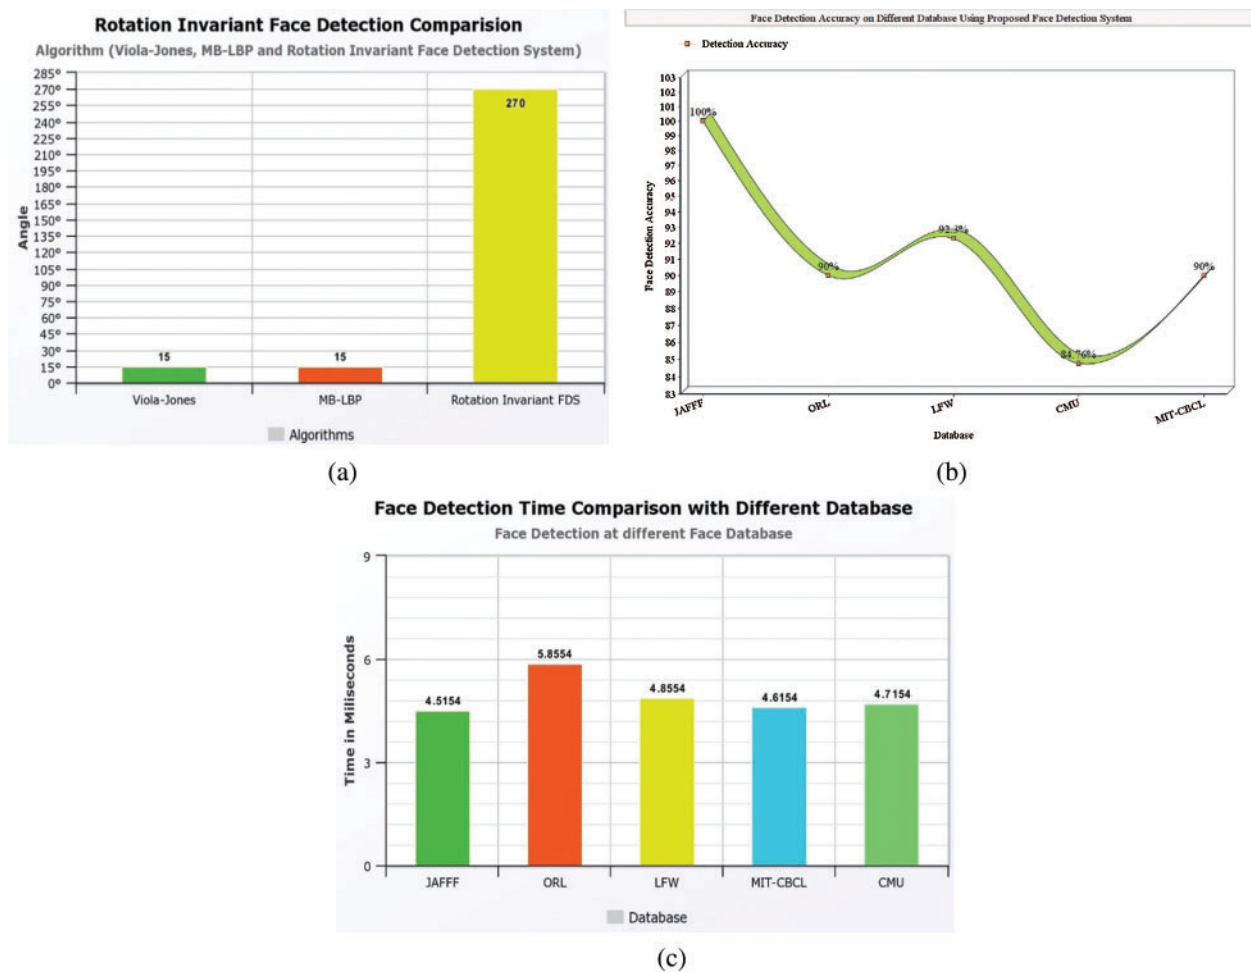 Rotation Invariant Face Detection Comparision
Algorithm (Viola-Jones, MB-LBP and Rotation Invariant Face Detection System)
Angle
285°
270°
255°
240°
225°
210°
195°
180°
165°
150°
135°
120°
105°
90°
75°
60°
45°
30°
15°
0°
15
15
270
Viola-Jones
MB-LBP
Rotation Invariant FDS
Algorithms
(a)
Face Detection Accuracy on Different Database Using Proposed Face Detection System
Detection Accuracy
Face Detection Accuracy
103
102
101
100
99
98
97
96
95
94
93
92
91
90
89
88
87
86
85
84
83
100%
90%
92.3%
84.76%
90%
JAFFF
ORL
LFW
CMU
MIT-CBCL
Database
(b)
Face Detection Time Comparison with Different Database
Face Detection at different Face Database
Time in Miliseconds
9
6
3
0
4.5154
5.8554
4.8554
4.6154
4.7154
JAFFF
ORL
LFW
MIT-CBCL
CMU
Database
(c)